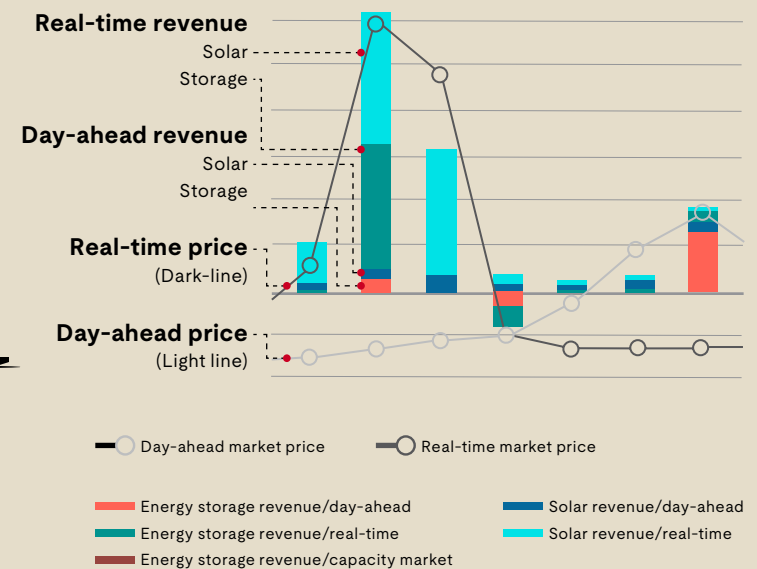 Real-time revenue
Solar
Storage
Day-ahead revenue
Solar
Storage
Real-time price
(Dark-line)
Day-ahead price
(Light line)
Day-ahead market price
Real-time market price
Energy storage revenue/day-ahead
Solar revenue/day-ahead
Energy storage revenue/real-time
Solar revenue/real-time
Energy storage revenue/capacity market